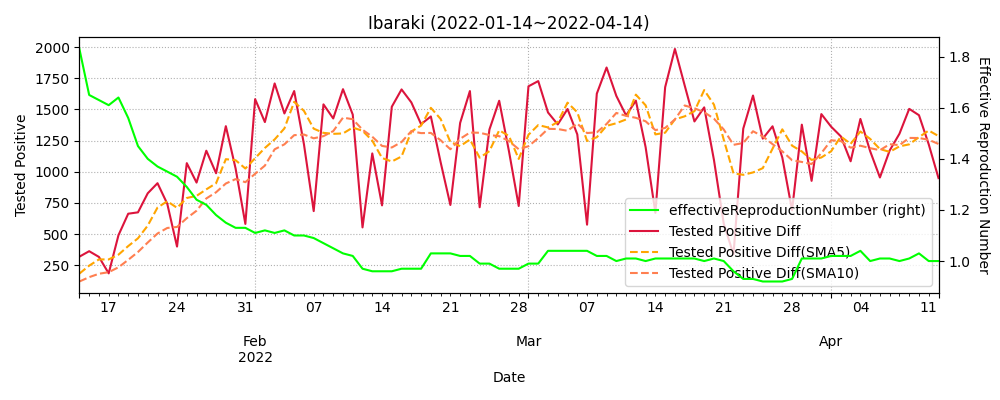 Ibaraki (2022-01-14~2022-04-14)
Tested Positive
2000
1750
1500
1250
1000
750
500
250
1.8
1.6
1.4
1.2
1.0
Effective Reproduction Number
effectiveReproductionNumber (right)
Tested Positive Diff
Tested Positive Diff(SMA5)
Tested Positive Diff(SMA10)
17 24 31 07 14 21 28 07 14 21 28 04 11
Feb Mar Apr
2022
Date